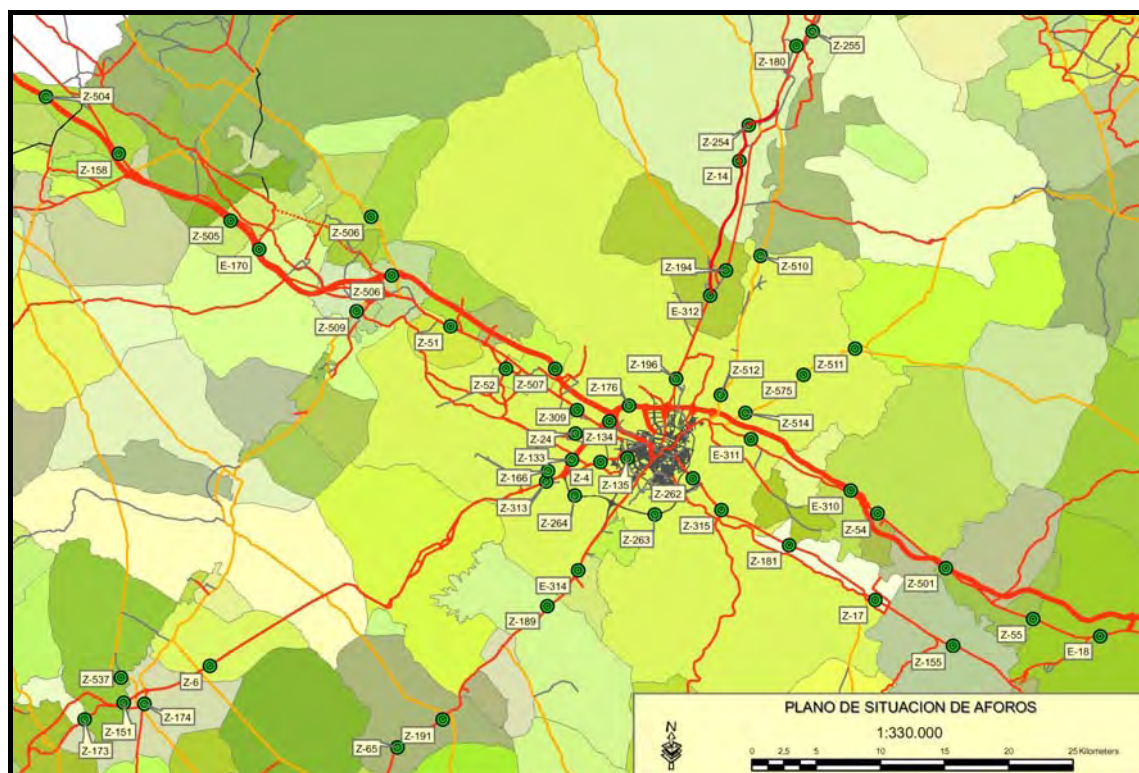 Z-255
Z-180
Z-504
Z-254
Z-158
Z-14
Z-505
Z-506
E-170
Z-194
Z-510
Z-506
E-312
Z-509
Z-51
Z-511
Z-196
Z-512
Z-52
Z-507
Z-575
Z-176
Z-309
Z-514
Z-24
Z-134
E-311
Z-133
Z-166
Z-4
Z-135
Z-262
Z-313
Z-264
Z-263
Z-315
E-310
Z-54
Z-181
E-314
Z-501
Z-189
Z-17
Z-55
E-18
Z-155
Z-537
Z-6
Z-174
Z-151
Z-173
Z-191
Z-65
PLANO DE SITUACION DE AFOROS
1:330.000
N
0 2,5 5 10 15 20 25 Kilometers